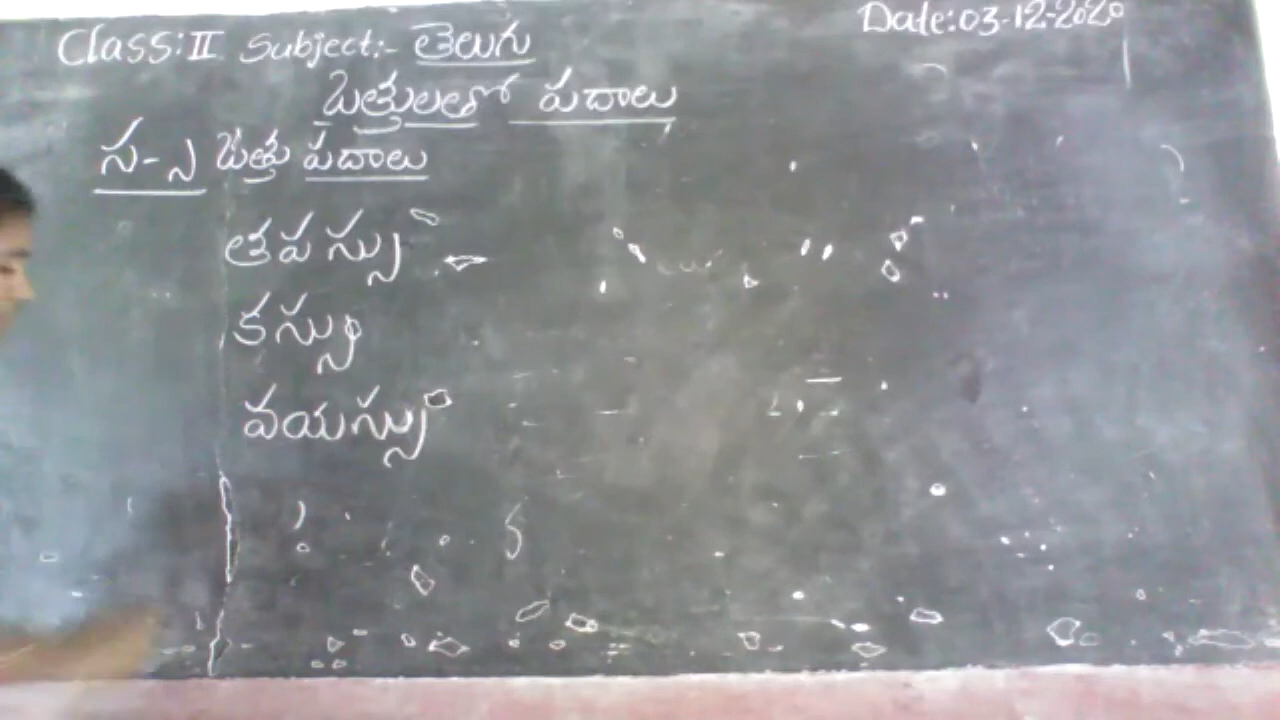 Class:II Subject:- తెలుగు Date:03-12-2020
ఒత్తులతో పదాలు
స-స ఒత్తు పదాలు
తపస్సు
కస్సు
వయస్సు